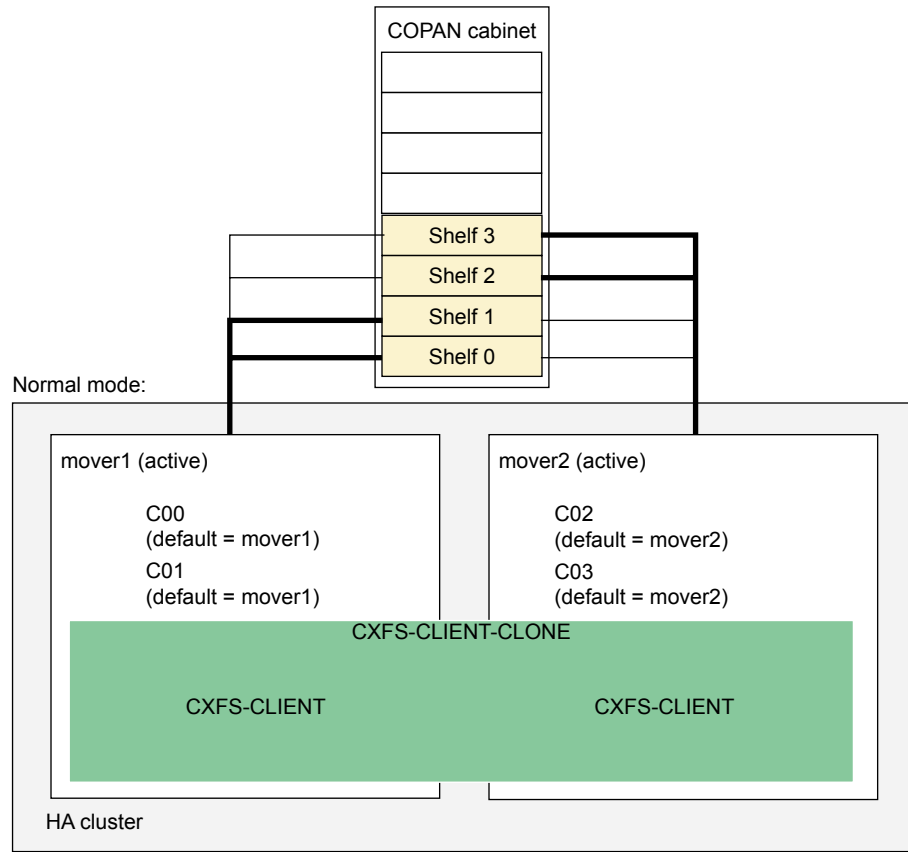 COPAN cabinet
Shelf 3
Shelf 2
Shelf 1
Shelf 0
Normal mode:
mover1 (active)
C00
(default = mover1)
C01
(default = mover1)
mover2 (active)
C02
(default = mover2)
C03
(default = mover2)
CXFS-CLIENT-CLONE
CXFS-CLIENT
CXFS-CLIENT
HA cluster